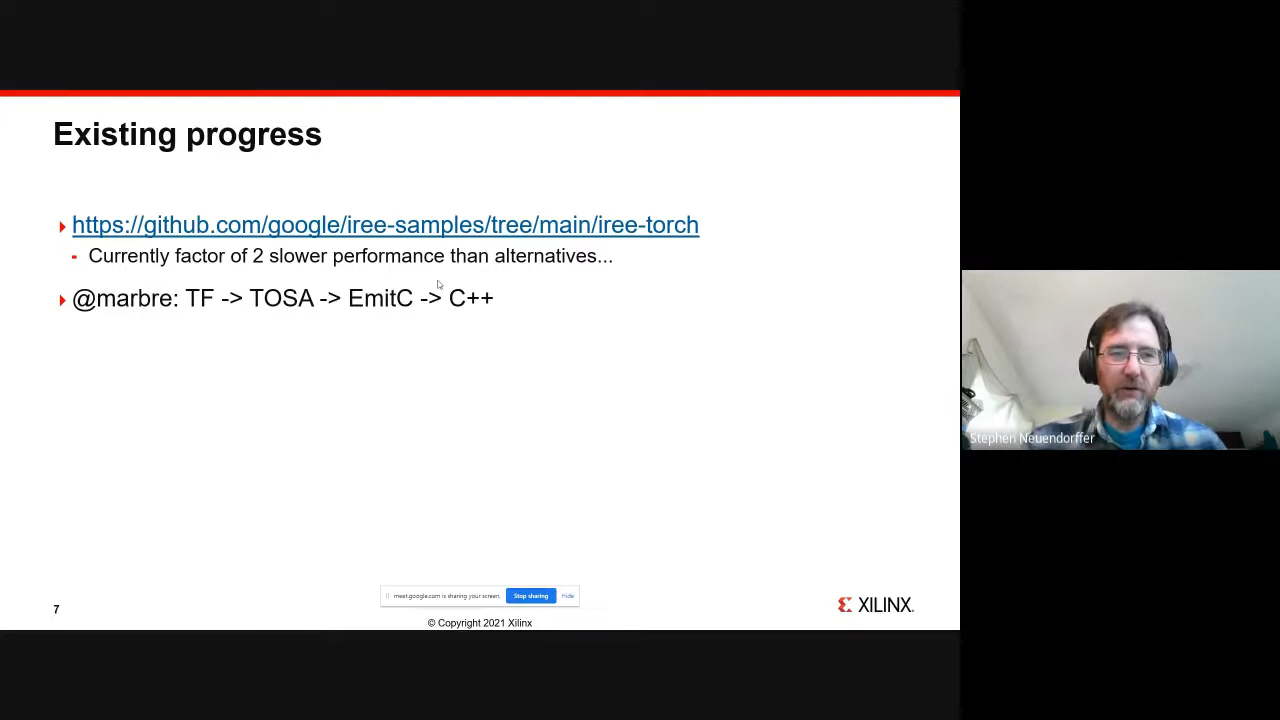 Existing progress
https://github.com/google/iree-samples/tree/main/iree-torch
Currently factor of 2 slower performance than alternatives...
@marbre: TF -> TOSA -> EmitC -> C++
Stephen Neuendorffer
meet.google.com is sharing your screen. Stop sharing Hide
7
XILINX.
© Copyright 2021 Xilinx